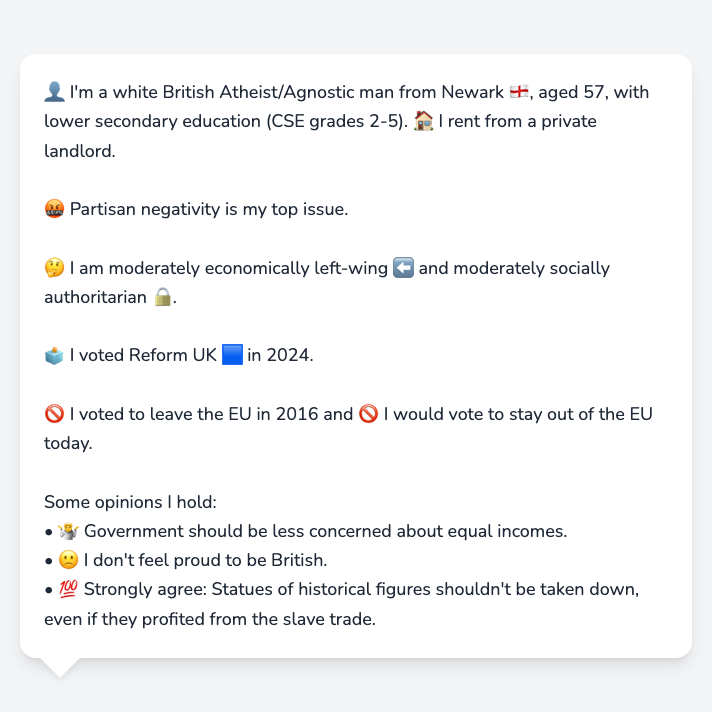 👤 I'm a white British Atheist/Agnostic man from Newark 🏴󠁧󠁢󠁥󠁮󠁧󠁿, aged 57, with
lower secondary education (CSE grades 2-5). 🏠 I rent from a private
landlord.
🤬 Partisan negativity is my top issue.
🤔 I am moderately economically left-wing ⬅️ and moderately socially
authoritarian 🔒.
🗳️ I voted Reform UK 🟦 in 2024.
🚫 I voted to leave the EU in 2016 and 🚫 I would vote to stay out of the EU
today.
Some opinions I hold:
• 🤷 Government should be less concerned about equal incomes.
• 🙁 I don't feel proud to be British.
• 💯 Strongly agree: Statues of historical figures shouldn't be taken down,
even if they profited from the slave trade.